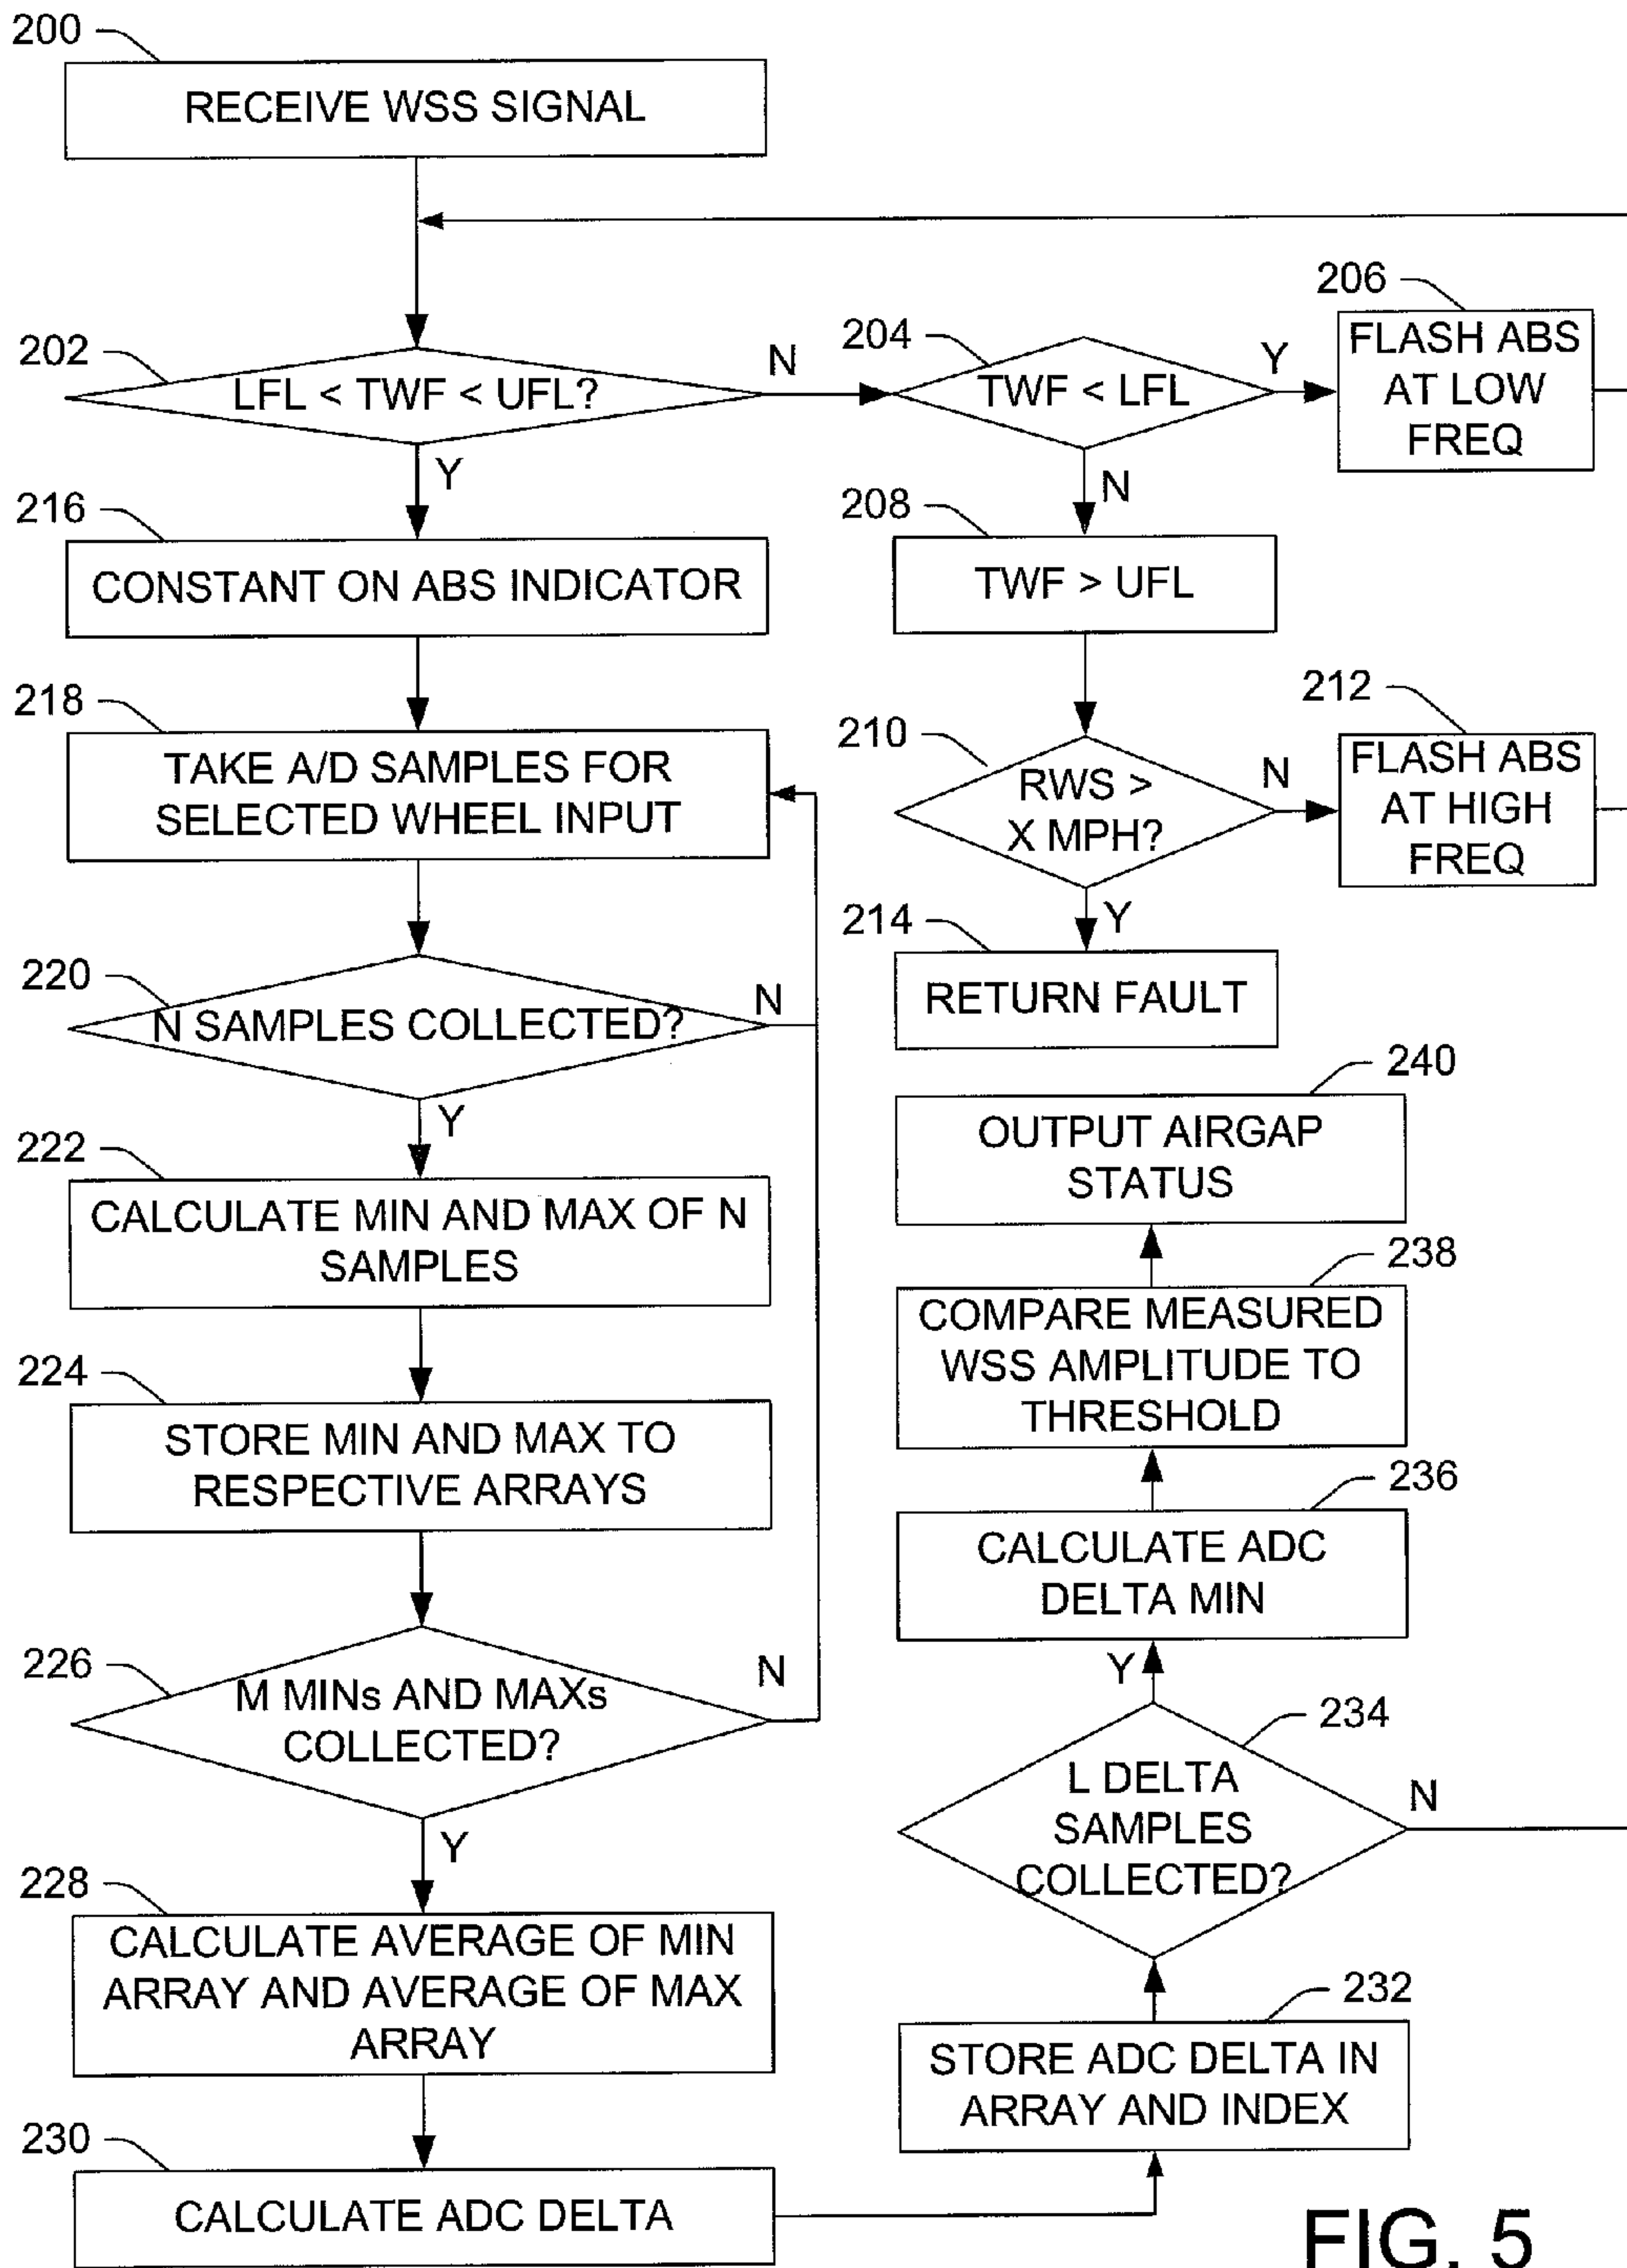 200
RECEIVE WSS SIGNAL
202
LFL < TWF < UFL?
N
Y
204
TWF < LFL
Y
N
206
FLASH ABS
AT LOW
FREQ
216
CONSTANT ON ABS INDICATOR
208
TWF > UFL
218
TAKE A/D SAMPLES FOR
SELECTED WHEEL INPUT
210
RWS >
X MPH?
N
Y
212
FLASH ABS
AT HIGH
FREQ
214
RETURN FAULT
220
N SAMPLES COLLECTED?
N
Y
222
CALCULATE MIN AND MAX OF N
SAMPLES
224
STORE MIN AND MAX TO
RESPECTIVE ARRAYS
226
M MINs AND MAXs
COLLECTED?
N
Y
228
CALCULATE AVERAGE OF MIN
ARRAY AND AVERAGE OF MAX
ARRAY
230
CALCULATE ADC DELTA
240
OUTPUT AIRGAP
STATUS
238
COMPARE MEASURED
WSS AMPLITUDE TO
THRESHOLD
236
CALCULATE ADC
DELTA MIN
Y
234
L DELTA
SAMPLES
COLLECTED?
N
232
STORE ADC DELTA IN
ARRAY AND INDEX
FIG. 5